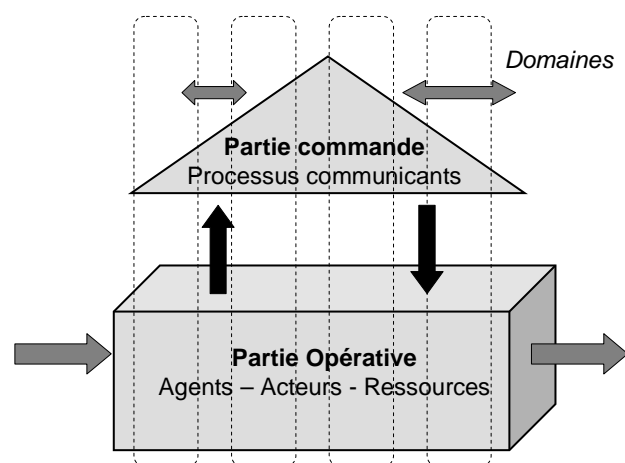 Domaines
Partie commande
Processus communicants
Partie Opérative
Agents – Acteurs - Ressources